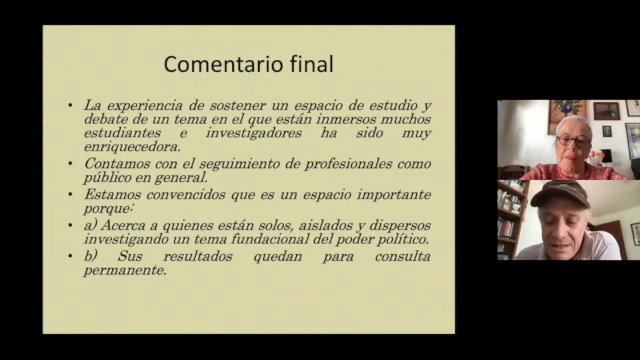 Comentario final
• La experiencia de sostener un espacio de estudio y
debate de un tema en el que están inmersos muchos
estudiantes e investigadores ha sido muy
enriquecedora.
• Contamos con el seguimiento de profesionales como
público en general.
• Estamos convencidos que es un espacio importante
porque:
• a) Acerca a quienes están solos, aislados y dispersos
investigando un tema fundacional del poder político.
• b) Sus resultados quedan para consulta
permanente.